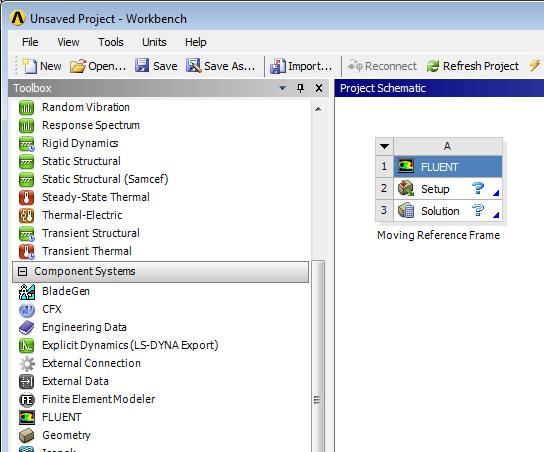 Unsaved Project - Workbench
File View Tools Units Help
New Open... Save Save As... Import... Reconnect Refresh Project
Toolbox
Project Schematic
Random Vibration
Response Spectrum
Rigid Dynamics
Static Structural
Static Structural (Samcef)
Steady-State Thermal
Thermal-Electric
Transient Structural
Transient Thermal
Component Systems
BladeGen
CFX
Engineering Data
Explicit Dynamics (LS-DYNA Export)
External Connection
External Data
Finite Element Modeler
FLUENT
Geometry
A
1 FLUENT
2 Setup ?
3 Solution ?
Moving Reference Frame